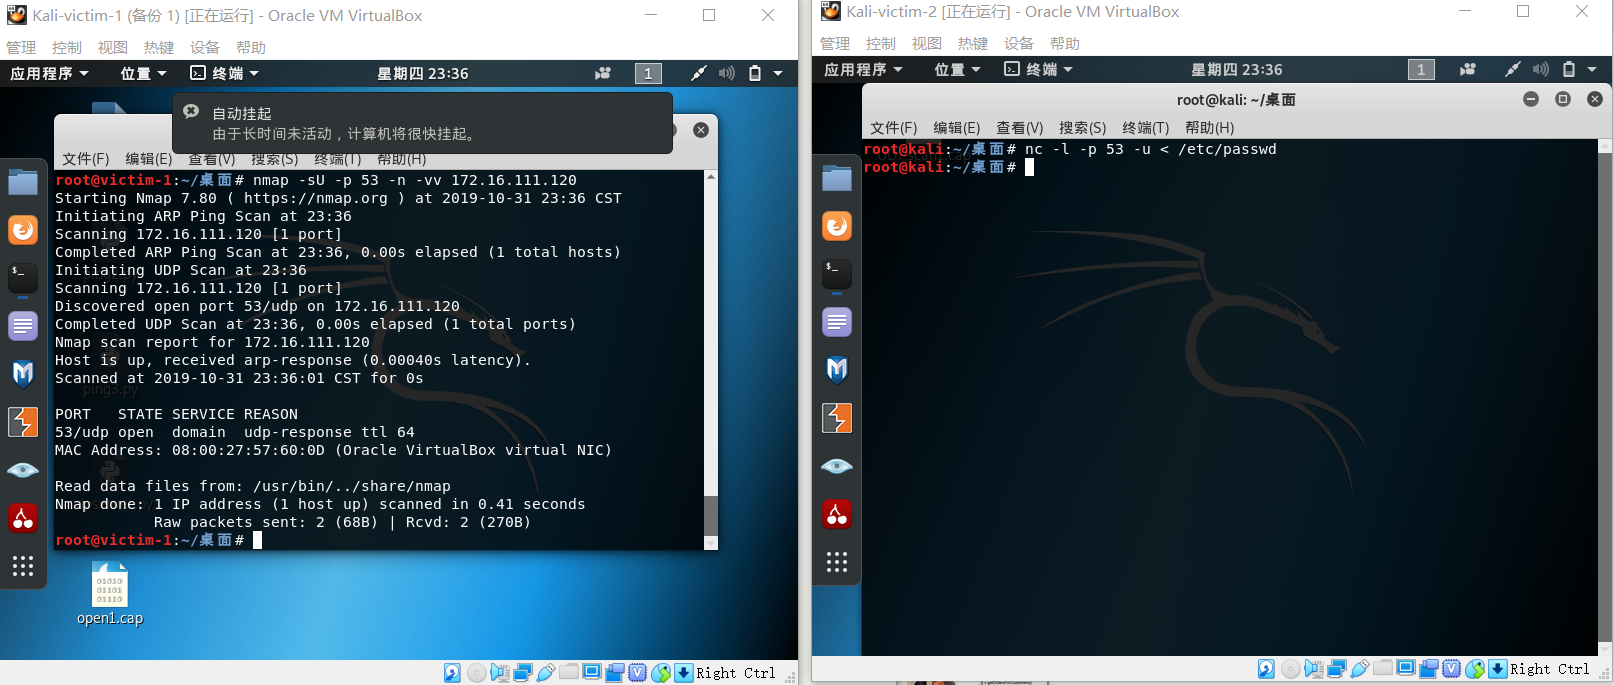 Kali-victim-1 (备份 1) [正在运行] - Oracle VM VirtualBox
管理 控制 视图 热键 设备 帮助
应用程序 位置 终端 星期四 23:36 1
自动挂起
由于长时间未活动，计算机将很快挂起。
文件(F) 编辑(E) 查看(V) 搜索(S) 终端(T) 帮助(H)
root@victim-1:~/桌面# nmap -sU -p 53 -n -vv 172.16.111.120
Starting Nmap 7.80 ( https://nmap.org ) at 2019-10-31 23:36 CST
Initiating ARP Ping Scan at 23:36
Scanning 172.16.111.120 [1 port]
Completed ARP Ping Scan at 23:36, 0.00s elapsed (1 total hosts)
Initiating UDP Scan at 23:36
Scanning 172.16.111.120 [1 port]
Discovered open port 53/udp on 172.16.111.120
Completed UDP Scan at 23:36, 0.00s elapsed (1 total ports)
Nmap scan report for 172.16.111.120
Host is up, received arp-response (0.00040s latency).
Scanned at 2019-10-31 23:36:01 CST for 0s
ping3.py
PORT STATE SERVICE REASON
53/udp open domain udp-response ttl 64
MAC Address: 08:00:27:57:60:0D (Oracle VirtualBox virtual NIC)
Read data files from: /usr/bin/../share/nmap
Nmap done: 1 IP address (1 host up) scanned in 0.41 seconds
Raw packets sent: 2 (68B) | Rcvd: 2 (270B)
root@victim-1:~/桌面#
01010
01101
01110
open1.cap
Right Ctrl
Kali-victim-2 [正在运行] - Oracle VM VirtualBox
管理 控制 视图 热键 设备 帮助
应用程序 位置 终端 星期四 23:36 1
root@kali: ~/桌面
文件(F) 编辑(E) 查看(V) 搜索(S) 终端(T) 帮助(H)
root@kali:~/桌面# nc -l -p 53 -u < /etc/passwd
root@kali:~/桌面#
Right Ctrl